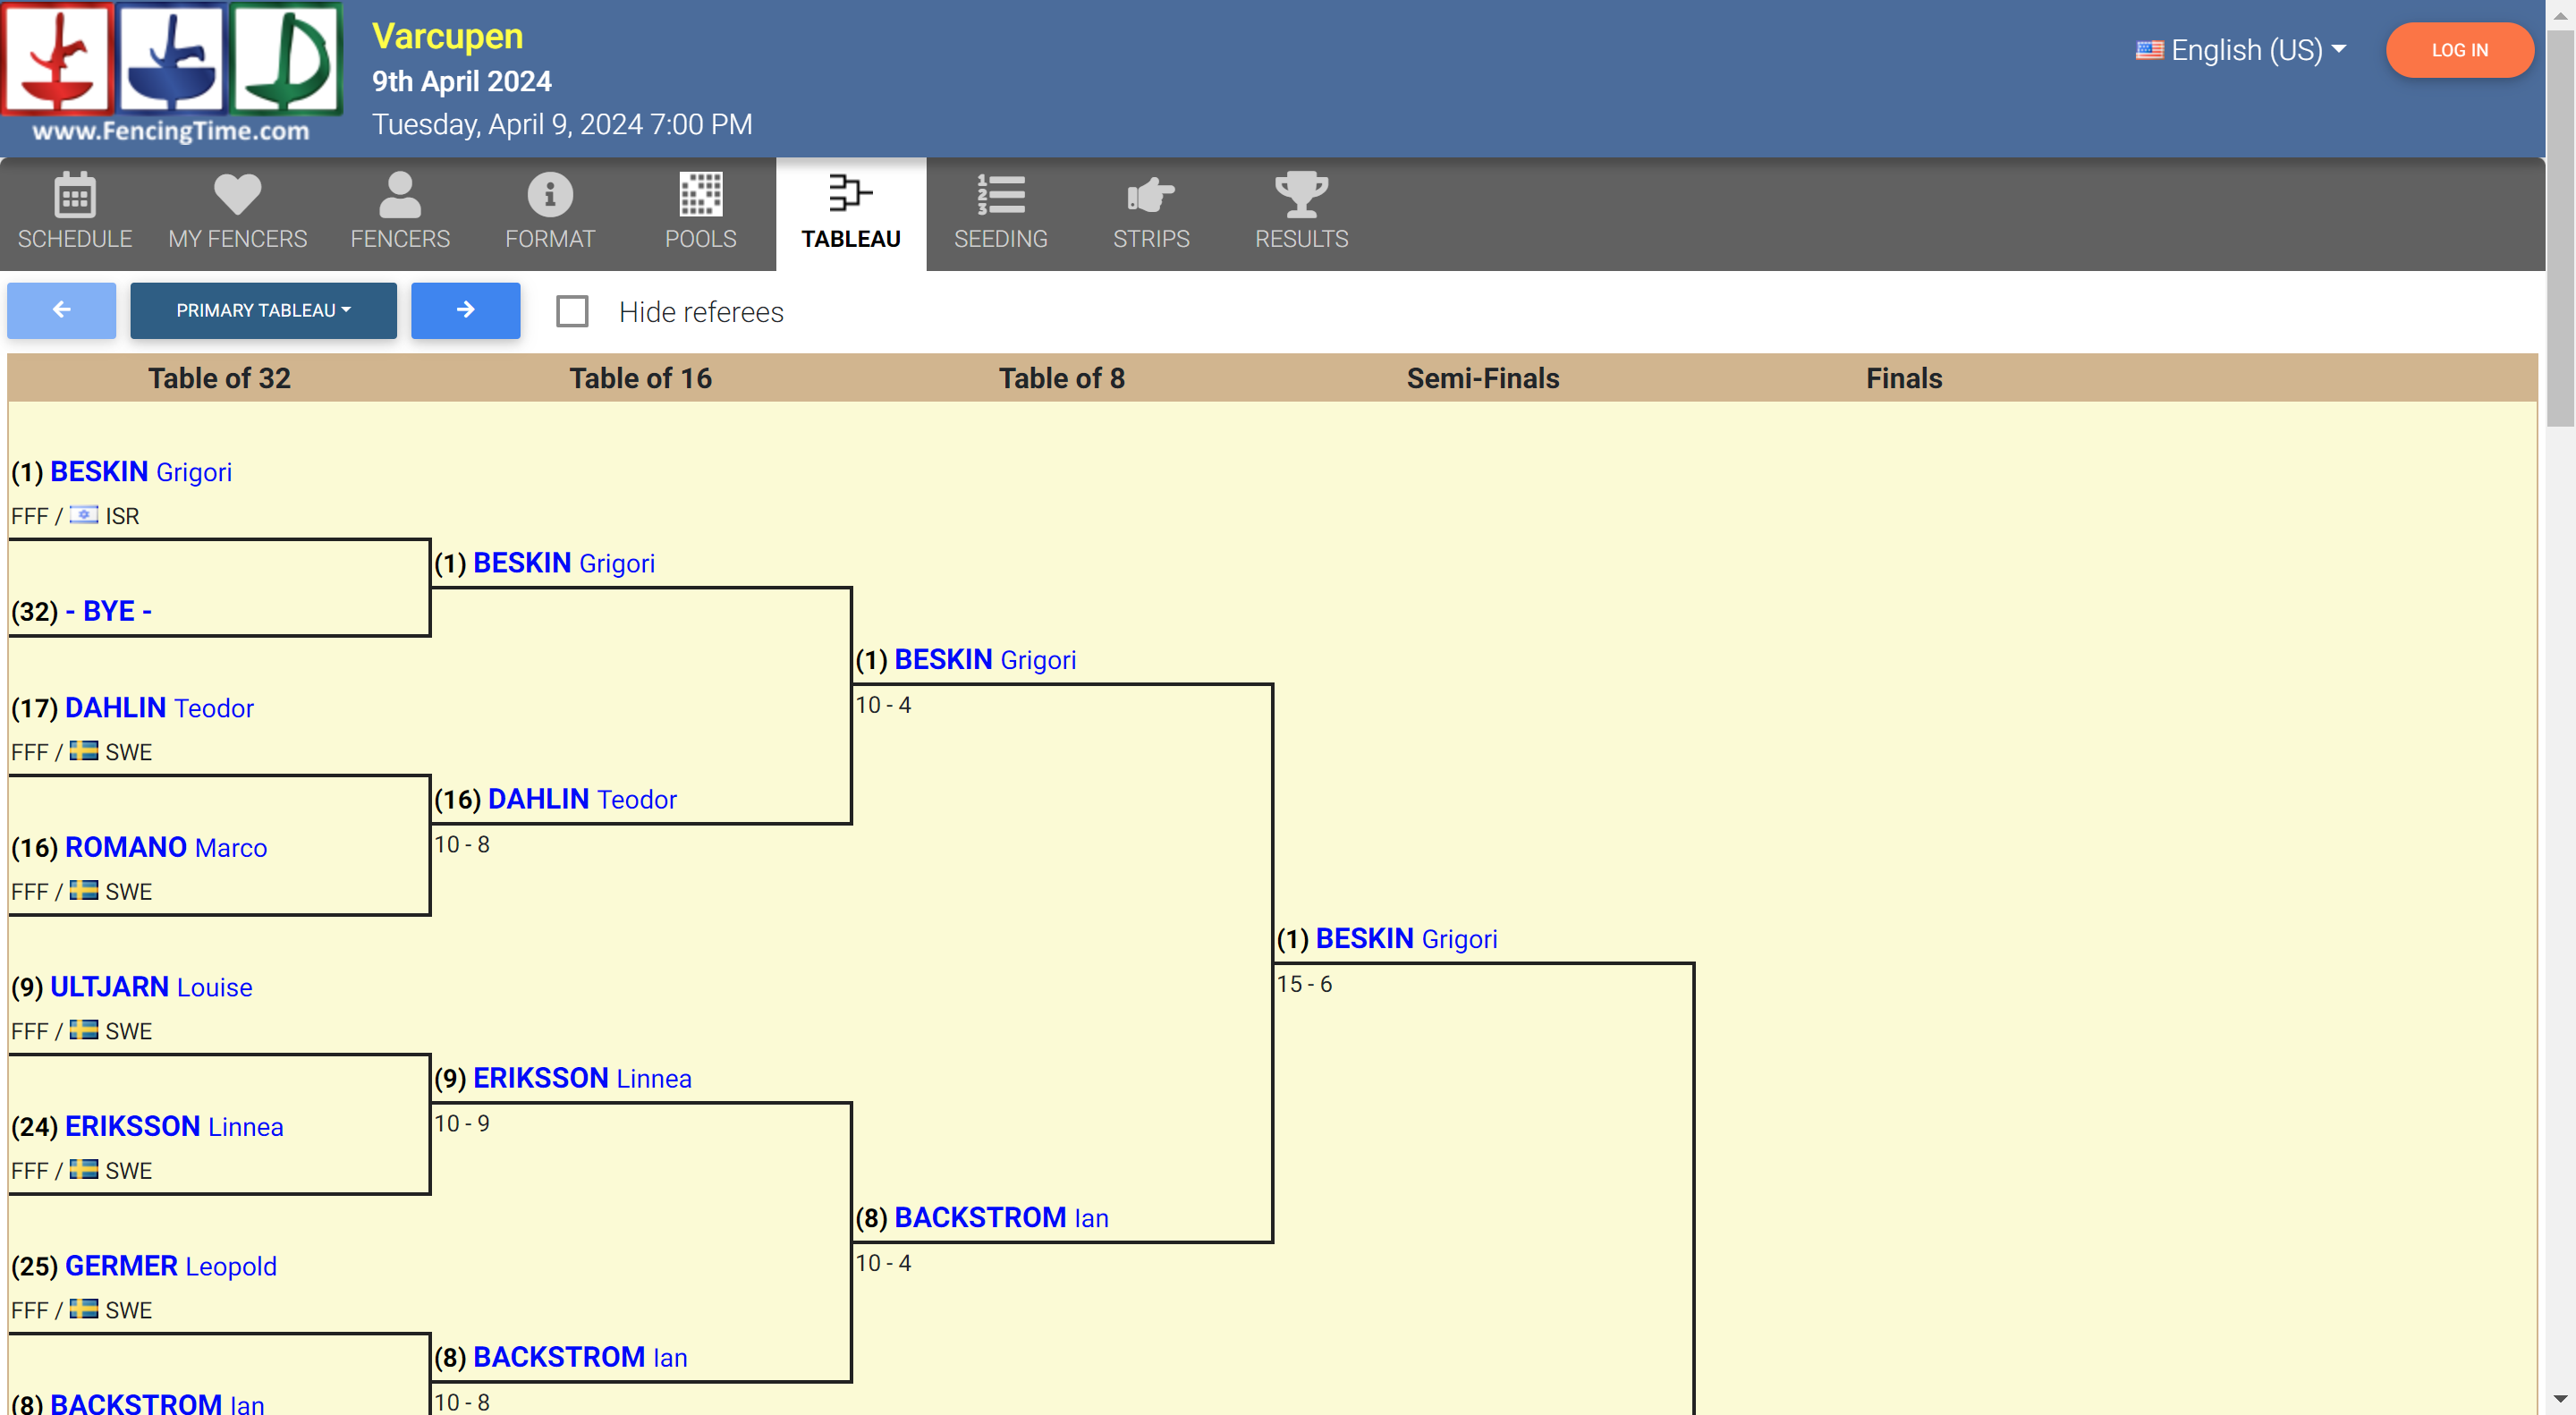 www.FencingTime.com
Varcupen
9th April 2024
Tuesday, April 9, 2024 7:00 PM
English (US)
LOG IN
SCHEDULE
MY FENCERS
FENCERS
FORMAT
POOLS
TABLEAU
1
2
3
SEEDING
STRIPS
RESULTS
PRIMARY TABLEAU
Hide referees
Table of 32
Table of 16
Table of 8
Semi-Finals
Finals
(1) BESKIN Grigori
FFF / ISR
(1) BESKIN Grigori
(32) - BYE -
(1) BESKIN Grigori
10 - 4
(17) DAHLIN Teodor
FFF / SWE
(16) DAHLIN Teodor
10 - 8
(16) ROMANO Marco
FFF / SWE
(1) BESKIN Grigori
15 - 6
(9) ULTJARN Louise
FFF / SWE
(9) ERIKSSON Linnea
10 - 9
(24) ERIKSSON Linnea
FFF / SWE
(8) BACKSTROM Ian
10 - 4
(25) GERMER Leopold
FFF / SWE
(8) BACKSTROM Ian
10 - 8
(8) BACKSTROM Ian